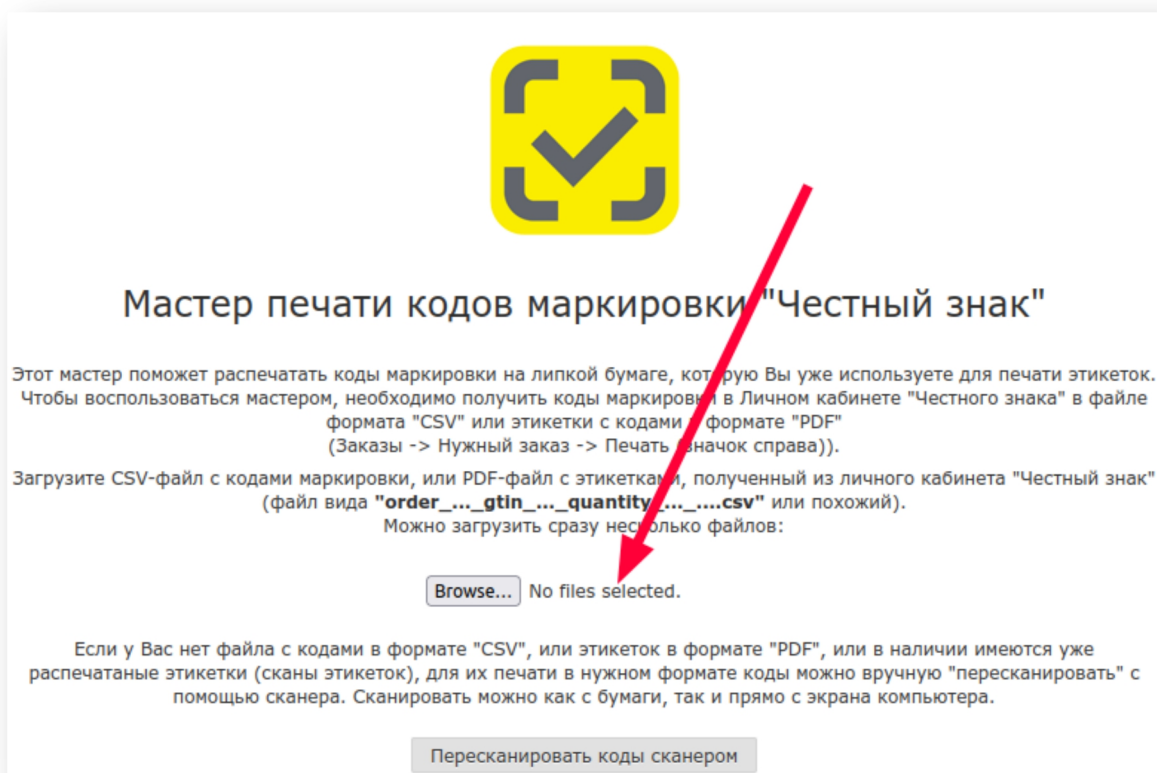 Мастер печати кодов маркировки "Честный знак"
Этот мастер поможет распечатать коды маркировки на липкой бумаге, которую Вы уже используете для печати этикеток.
Чтобы воспользоваться мастером, необходимо получить коды маркировки в Личном кабинете "Честного знака" в файле
формата "CSV" или этикетки с кодами в формате "PDF"
(Заказы -> Нужный заказ -> Печать (значок справа)).
Загрузите CSV-файл с кодами маркировки, или PDF-файл с этикетками, полученный из личного кабинета "Честный знак"
(файл вида "order_..._gtin_..._quantity_..._....csv" или похожий).
Можно загрузить сразу несколько файлов:
Browse... No files selected.
Если у Вас нет файла с кодами в формате "CSV", или этикеток в формате "PDF", или в наличии имеются уже
распечатаные этикетки (сканы этикеток), для их печати в нужном формате коды можно вручную "пересканировать" с
помощью сканера. Сканировать можно как с бумаги, так и прямо с экрана компьютера.
Пересканировать коды сканером